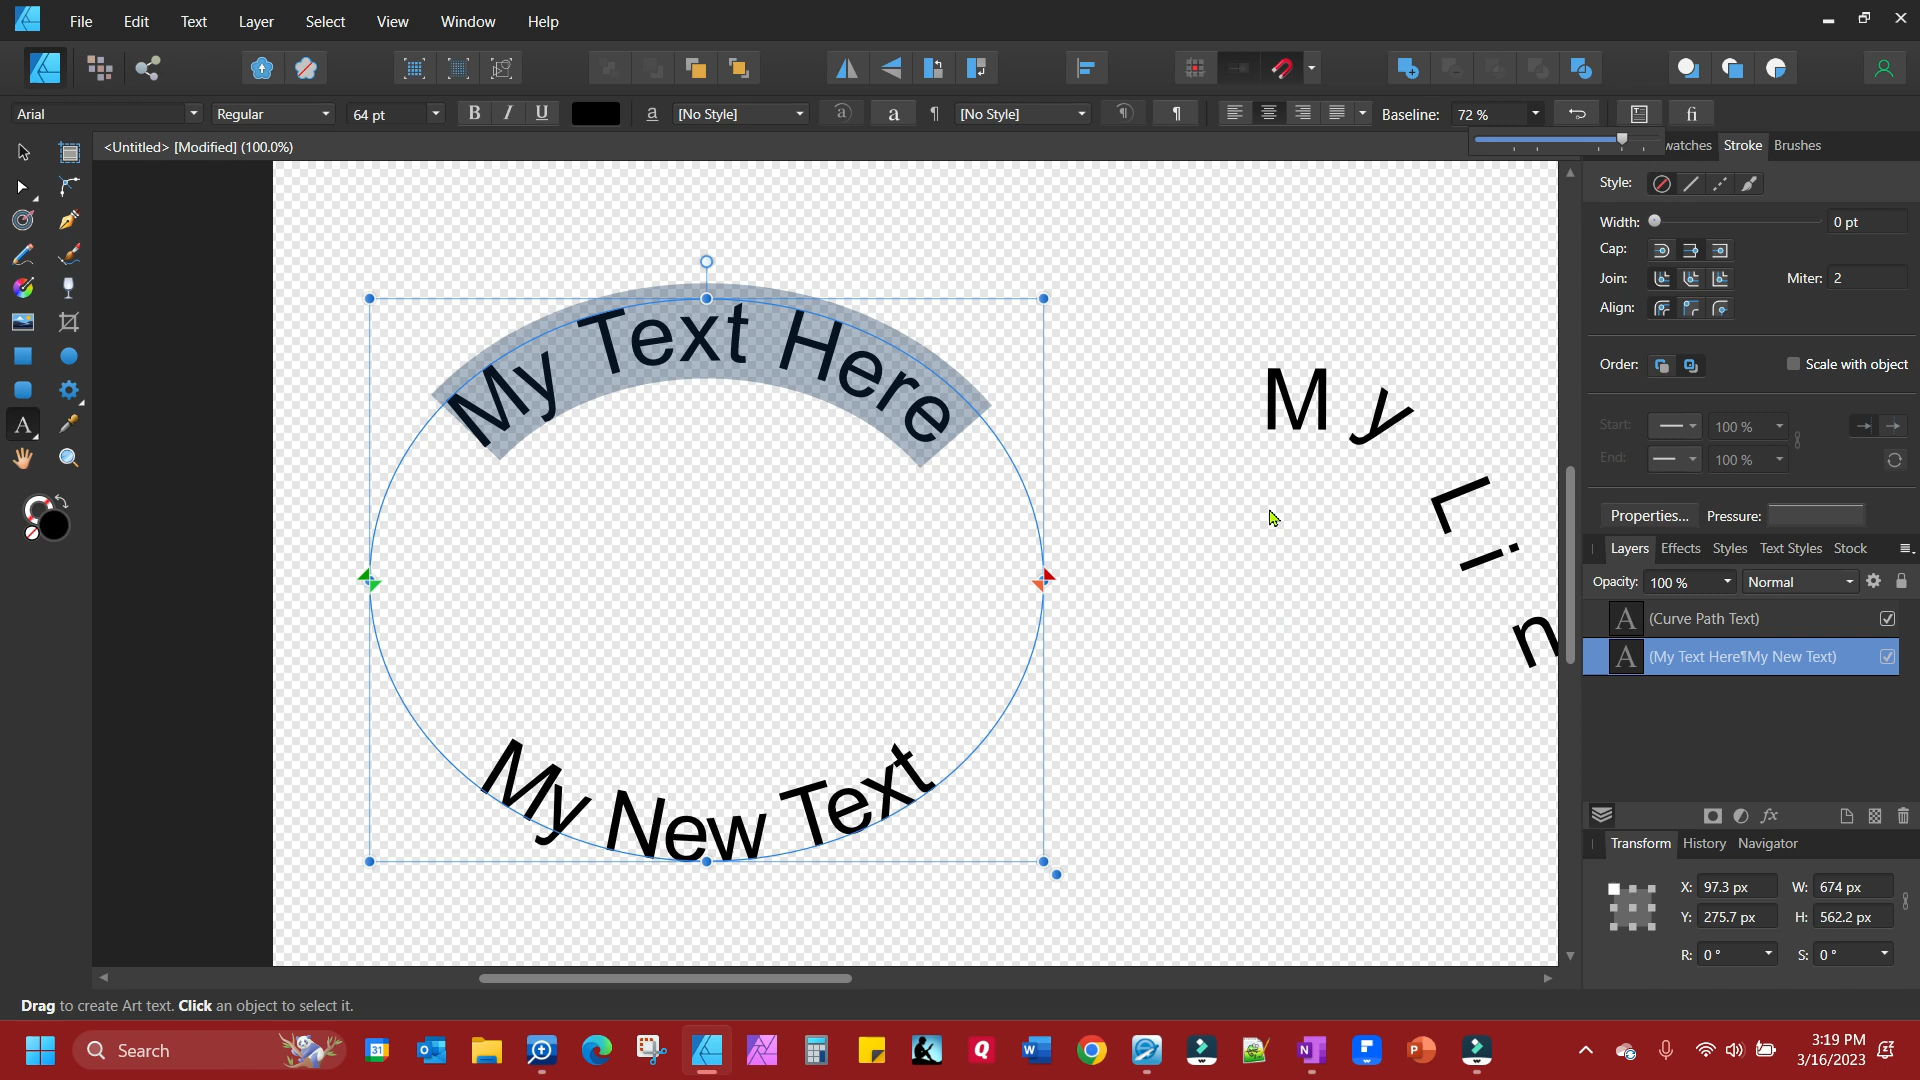 File Edit Text Layer Select View Window Help
Arial Regular 64 pt B I U a [No Style] a a ¶ [No Style] ¶ ¶ Baseline: 72 % fi
<Untitled> [Modified] (100.0%)
watches Stroke Brushes
Style:
Width: 0 pt
Cap:
Join: Miter: 2
Align:
Order: Scale with object
Start: 100 %
End: 100 %
Properties... Pressure:
Layers Effects Styles Text Styles Stock
Opacity: 100 % Normal
A (Curve Path Text)
A (My Text Here¶My New Text)
fx
Transform History Navigator
X: 97.3 px W: 674 px
Y: 275.7 px H: 562.2 px
R: 0 ° S: 0 °
My Text Here
My New Text
My Lin
Drag to create Art text. Click an object to select it.
Search
31
3:19 PM
3/16/2023